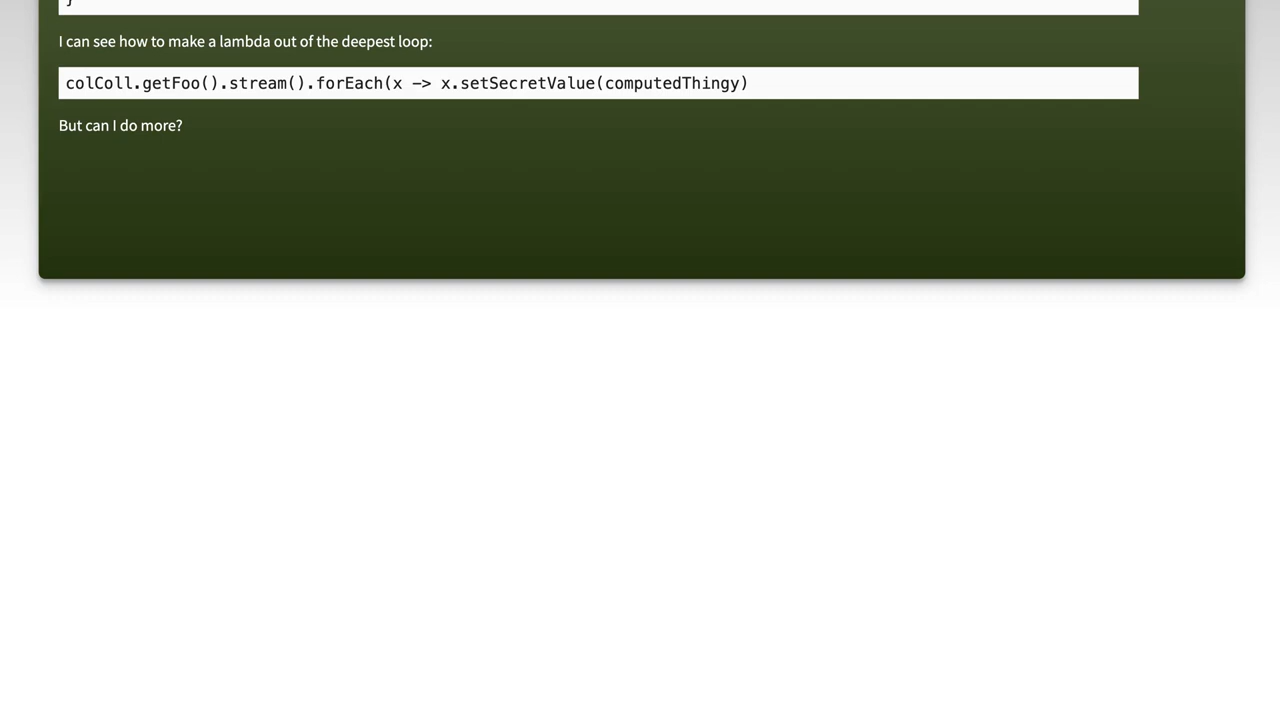 }
I can see how to make a lambda out of the deepest loop:
colColl.getFoo().stream().forEach(x -> x.setSecretValue(computedThingy)
But can I do more?